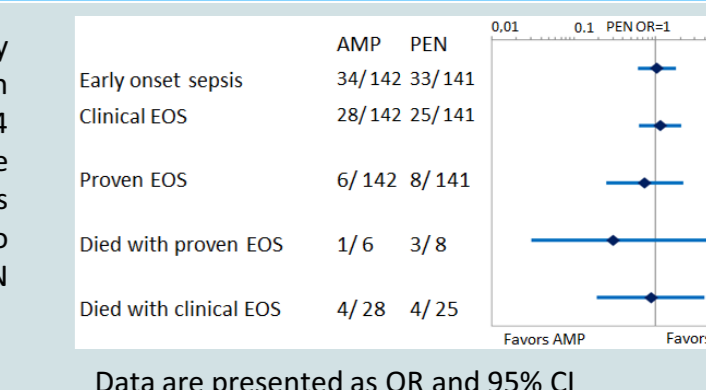 0,01 0.1 PEN OR=1
AMP PEN
Early onset sepsis 34/142 33/141
Clinical EOS 28/142 25/141
Proven EOS 6/142 8/141
Died with proven EOS 1/6 3/8
Died with clinical EOS 4/28 4/25
Favors AMP Favors
Data are presented as OR and 95% CI